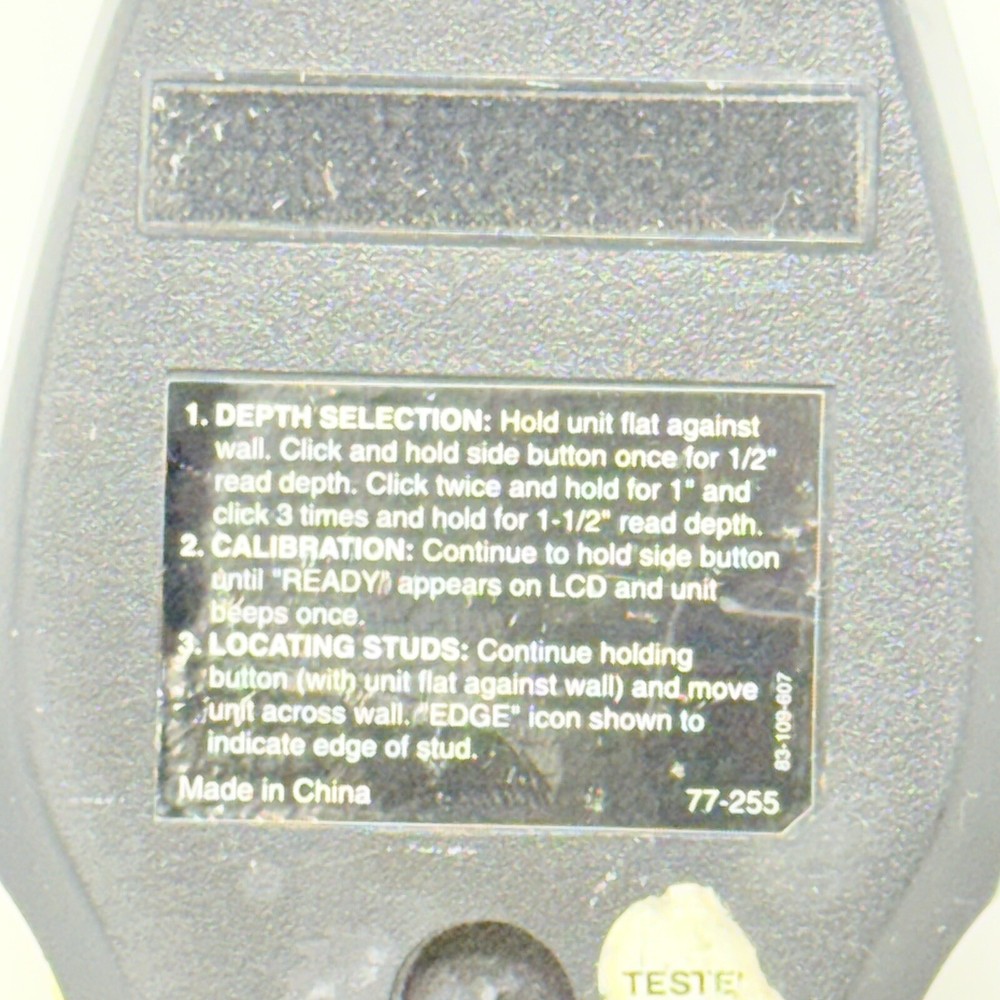 1. DEPTH SELECTION: Hold unit flat against
wall. Click and hold side button once for 1/2"
read depth. Click twice and hold for 1" and
click 3 times and hold for 1-1/2" read depth.
2. CALIBRATION: Continue to hold side button
until "READY" appears on LCD and unit
beeps once.
3. LOCATING STUDS: Continue holding
button (with unit flat against wall) and move
unit across wall. "EDGE" icon shown to
indicate edge of stud.
83-109-607
Made in China
77-255